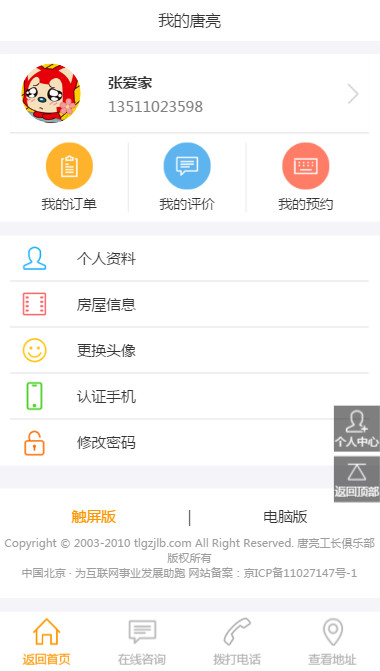 我的唐亮
张爱家
13511023598
我的订单 我的评价 我的预约
个人资料
房屋信息
更换头像
认证手机
个人中心
修改密码
返回顶部
触屏版 | 电脑版
Copyright © 2003-2010 tlgzjlb.com All Right Reserved. 唐亮工长俱乐部
版权所有
中国北京 · 为互联网事业发展助跑 网站备案：京ICP备11027147号-1
返回首页 在线咨询 拨打电话 查看地址